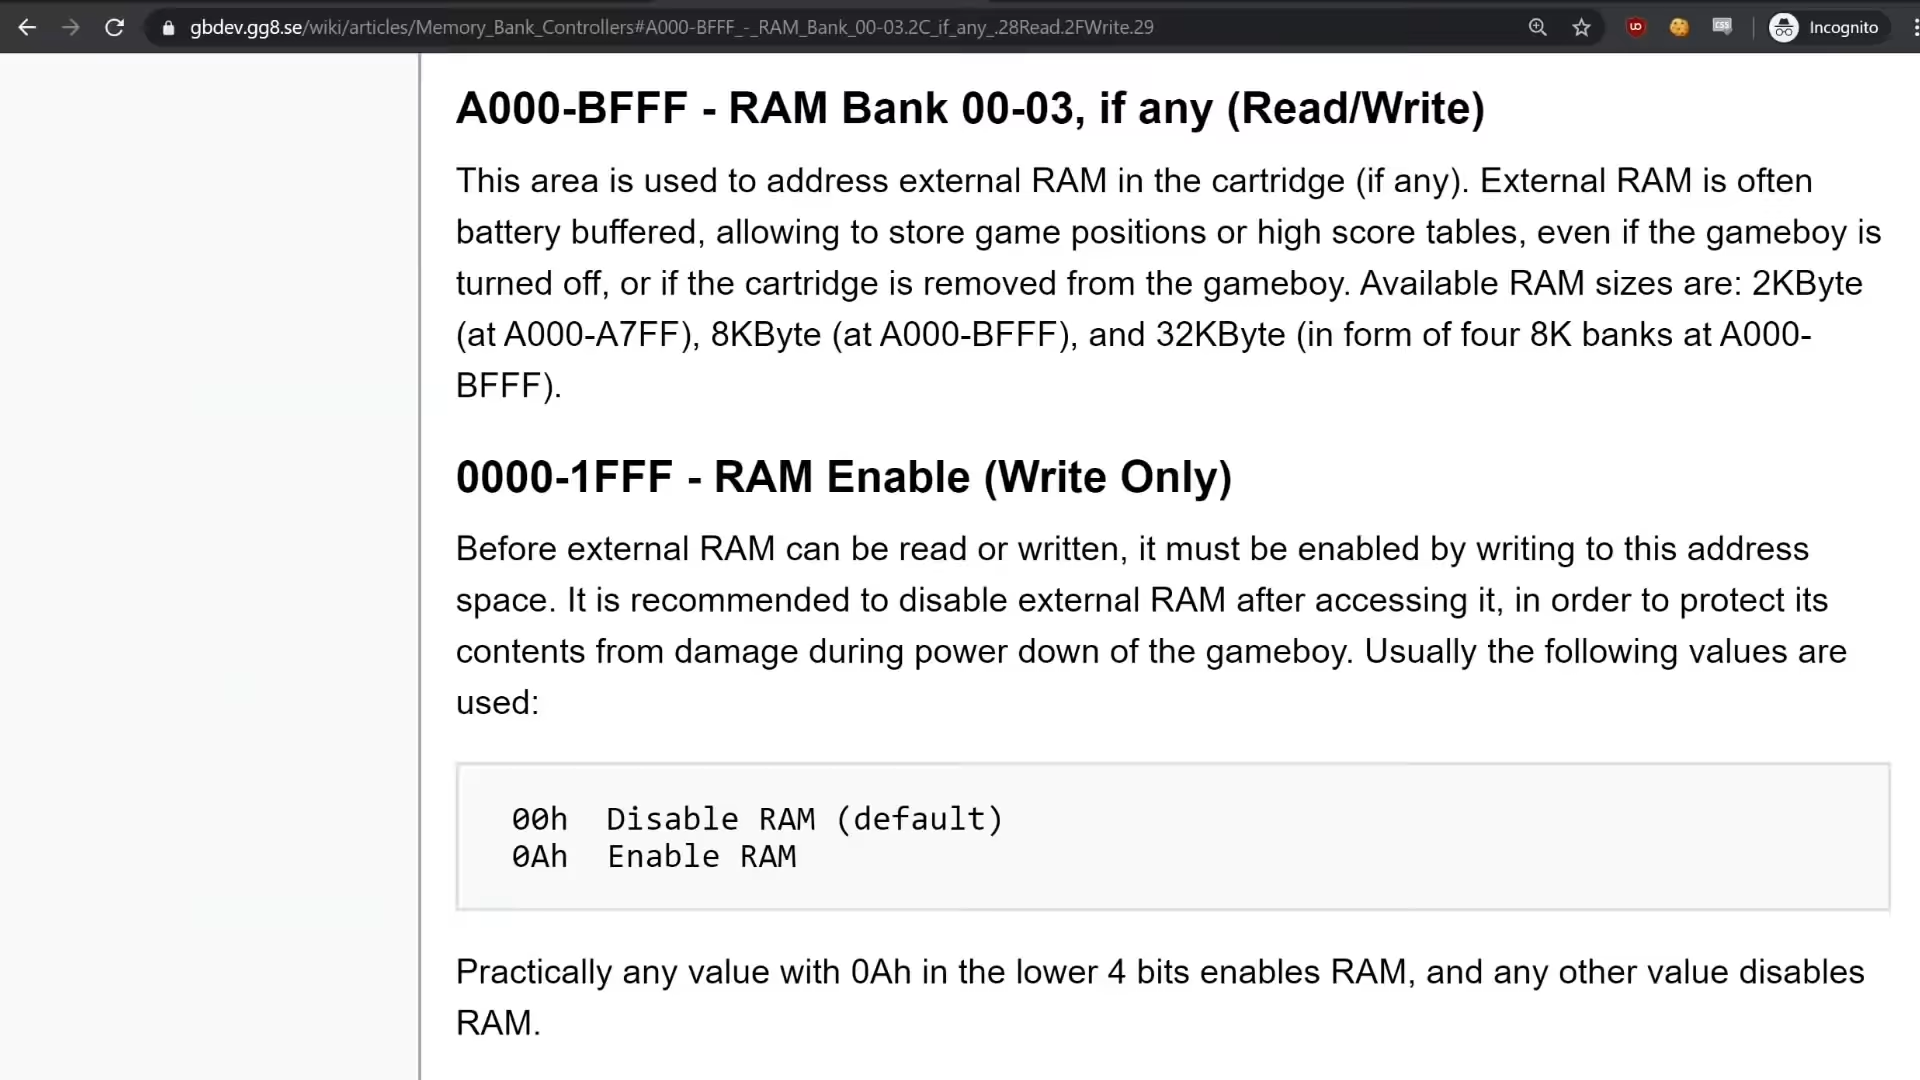 gbdev.gg8.se/wiki/articles/Memory_Bank_Controllers#A000-BFFF_-_RAM_Bank_00-03.2C_if_any_.28Read.2FWrite.29
Incognito
A000-BFFF - RAM Bank 00-03, if any (Read/Write)
This area is used to address external RAM in the cartridge (if any). External RAM is often
battery buffered, allowing to store game positions or high score tables, even if the gameboy is
turned off, or if the cartridge is removed from the gameboy. Available RAM sizes are: 2KByte
(at A000-A7FF), 8KByte (at A000-BFFF), and 32KByte (in form of four 8K banks at A000-
BFFF).
0000-1FFF - RAM Enable (Write Only)
Before external RAM can be read or written, it must be enabled by writing to this address
space. It is recommended to disable external RAM after accessing it, in order to protect its
contents from damage during power down of the gameboy. Usually the following values are
used:
00h  Disable RAM (default)
0Ah  Enable RAM
Practically any value with 0Ah in the lower 4 bits enables RAM, and any other value disables
RAM.